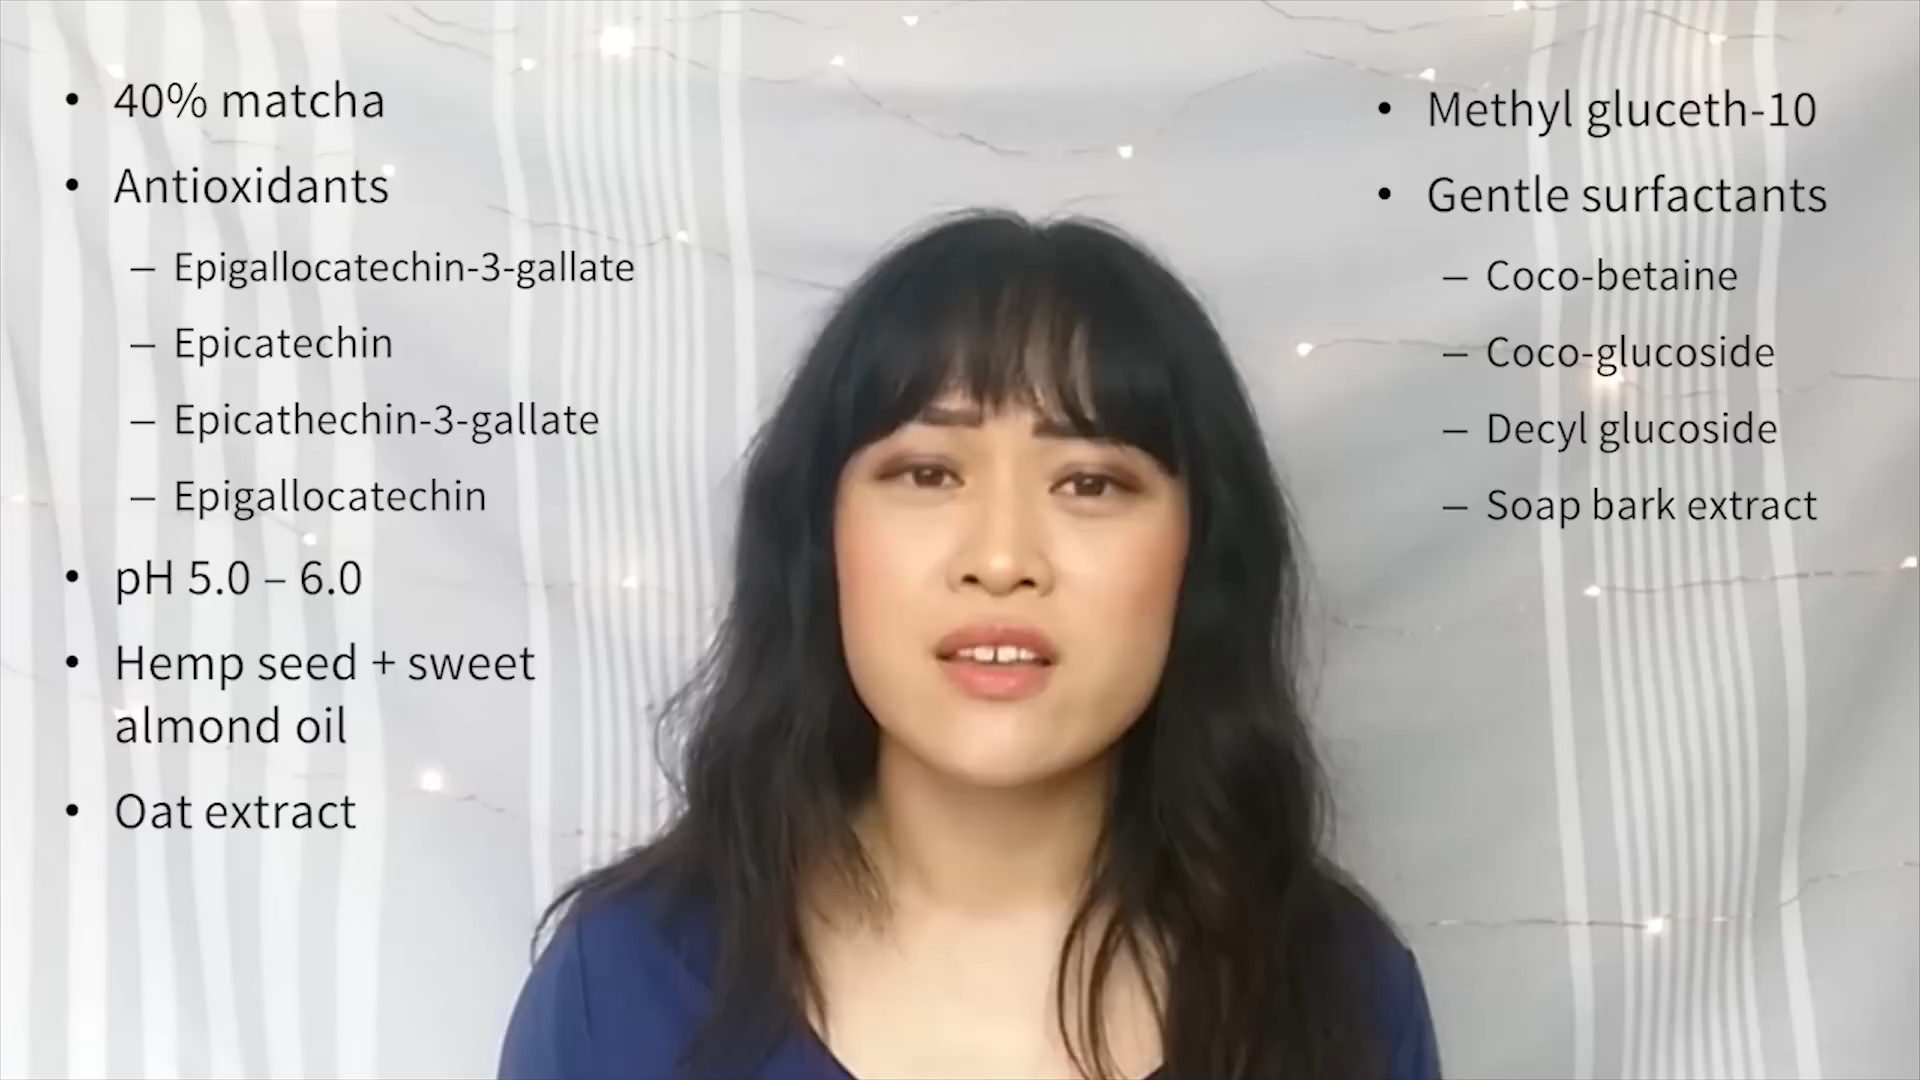 • 40% matcha
• Antioxidants
– Epigallocatechin-3-gallate
– Epicatechin
– Epicathechin-3-gallate
– Epigallocatechin
• pH 5.0 – 6.0
• Hemp seed + sweet
almond oil
• Oat extract
• Methyl gluceth-10
• Gentle surfactants
– Coco-betaine
– Coco-glucoside
– Decyl glucoside
– Soap bark extract